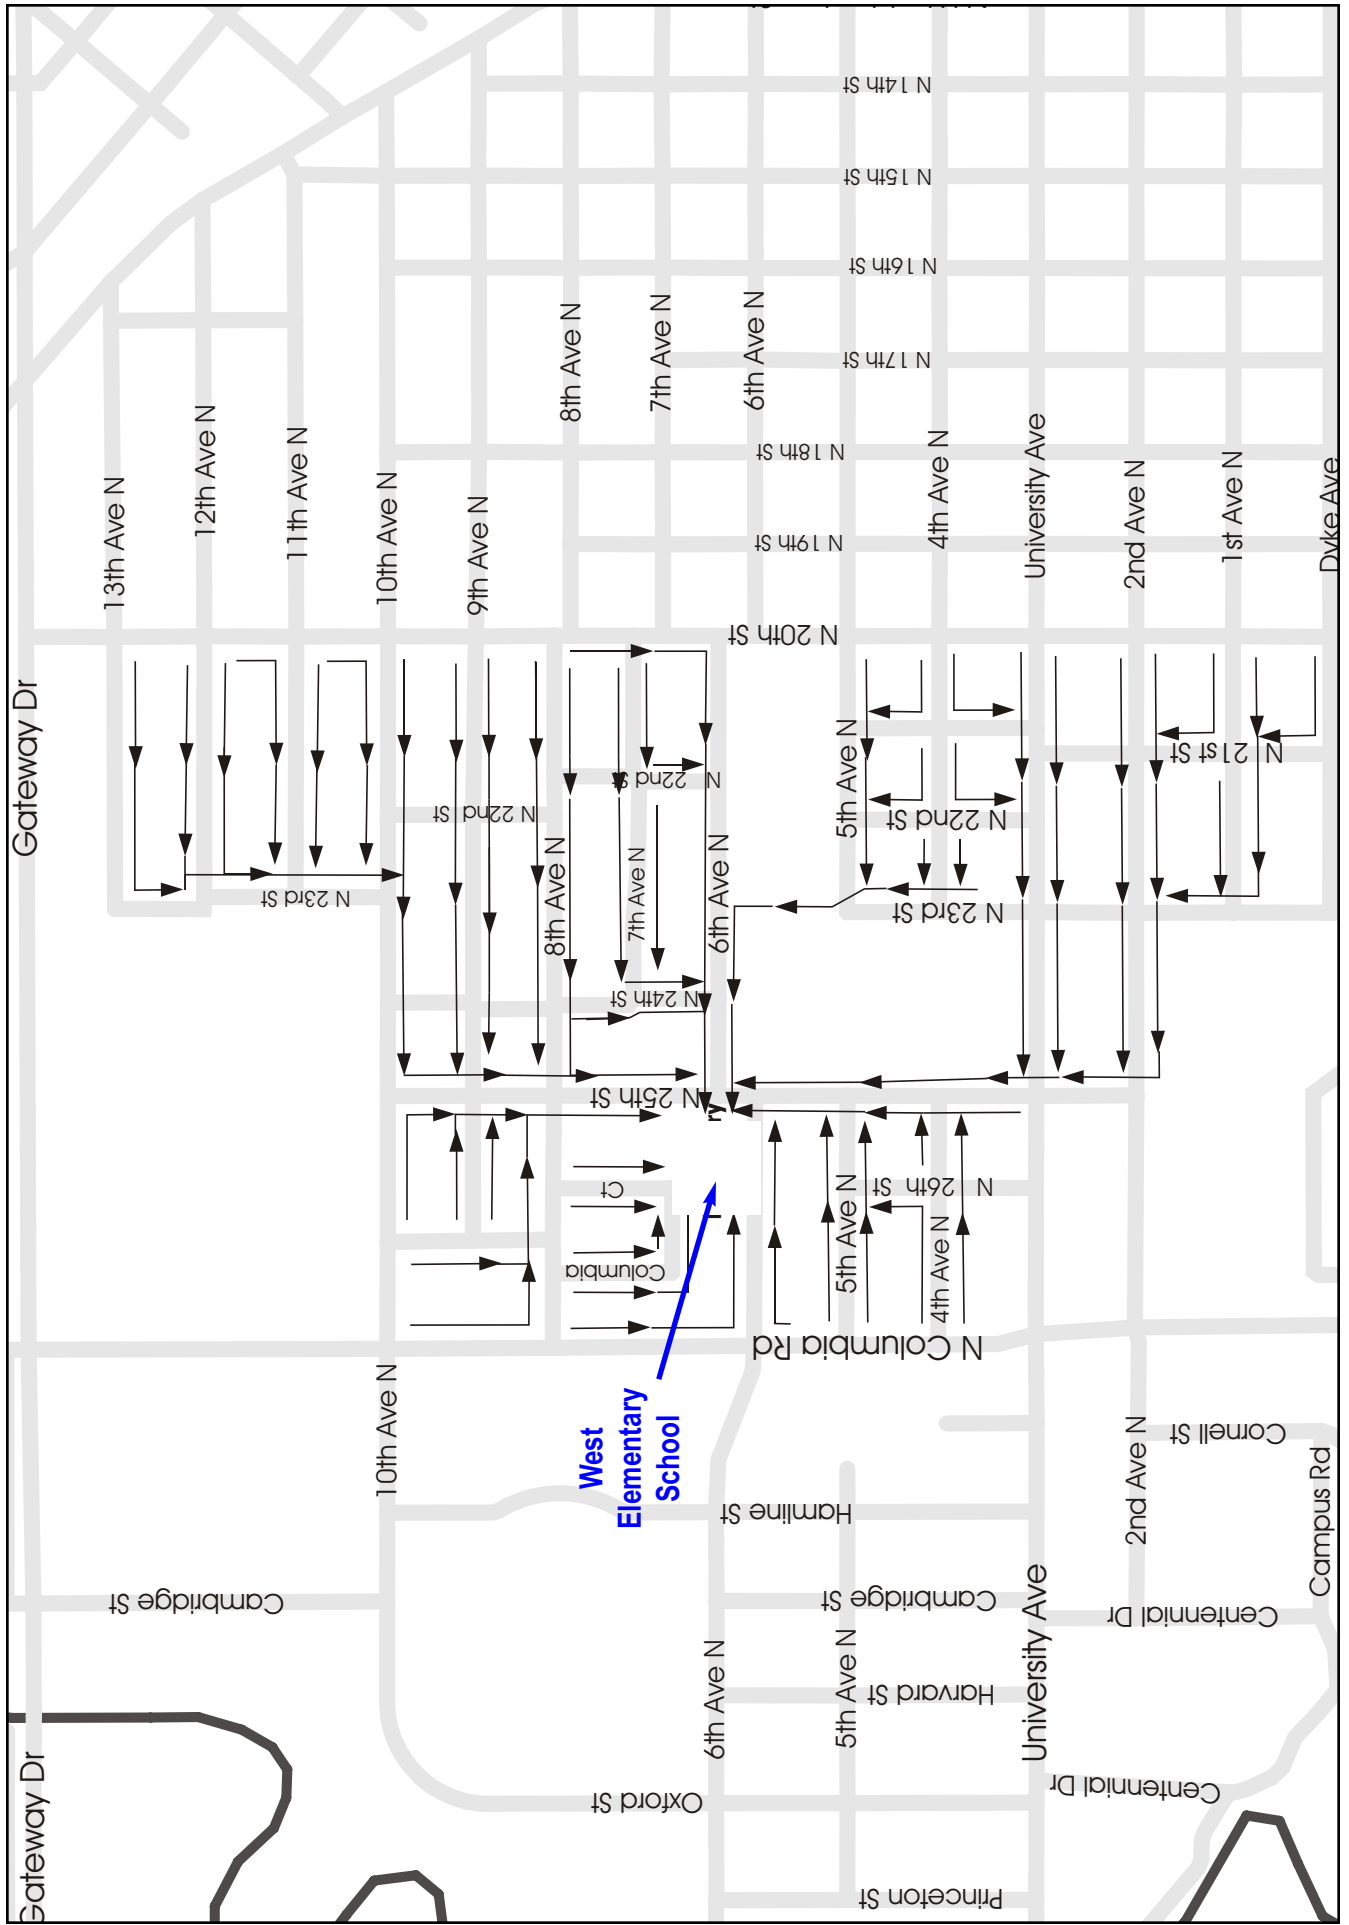 N 14th St
N 15th St
N 16th St
8th Ave N
7th Ave N
6th Ave N
N 17th St
12th Ave N
11th Ave N
4th Ave N
University Ave
N 18th St
13th Ave N
10th Ave N
9th Ave N
2nd Ave N
1st Ave N
Dyke Ave
N 19th St
N 20th St
Gateway Dr
5th Ave N
N 21st St
N 22nd St
N 22nd St
N 22nd St
8th Ave N
7th Ave N
6th Ave N
N 23rd St
N 23rd St
N 24th St
N 25th St
ry
Ct
5th Ave N
N 26th St
4th Ave N
Columbia
N Columbia Rd
10th Ave N
West
Elementary
School
2nd Ave N
Cornell St
Campus Rd
Hamline St
Cambridge St
Cambridge St
Centennial Dr
University Ave
6th Ave N
5th Ave N
Harvard St
Gateway Dr
Oxford St
Centennial Dr
Princeton St